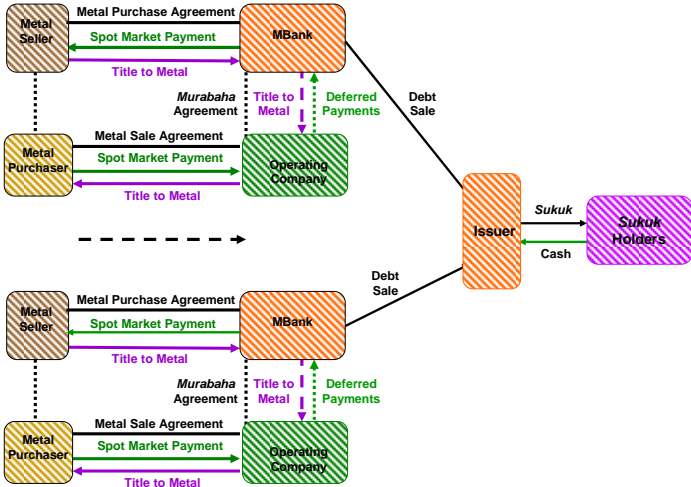 Metal Purchase Agreement
Metal
Seller
Spot Market Payment
MBank
Title to Metal
Murabaha
Agreement
Title to
Metal
Deferred
Payments
Debt
Sale
Metal Sale Agreement
Metal
Purchaser
Spot Market Payment
Operating
Company
Title to Metal
Issuer
Sukuk
Sukuk
Holders
Cash
Debt
Sale
Metal Purchase Agreement
Metal
Seller
Spot Market Payment
MBank
Title to Metal
Murabaha
Agreement
Title to
Metal
Deferred
Payments
Metal Sale Agreement
Metal
Purchaser
Spot Market Payment
Operating
Company
Title to Metal